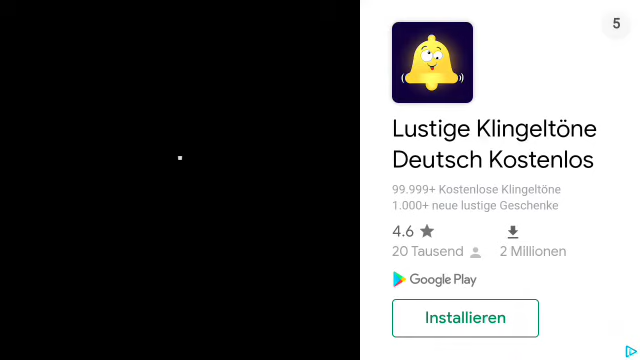 5
Lustige Klingeltöne
Deutsch Kostenlos
99.999+ Kostenlose Klingeltöne
1.000+ neue lustige Geschenke
4.6
20 Tausend 2 Millionen
Google Play
Installieren